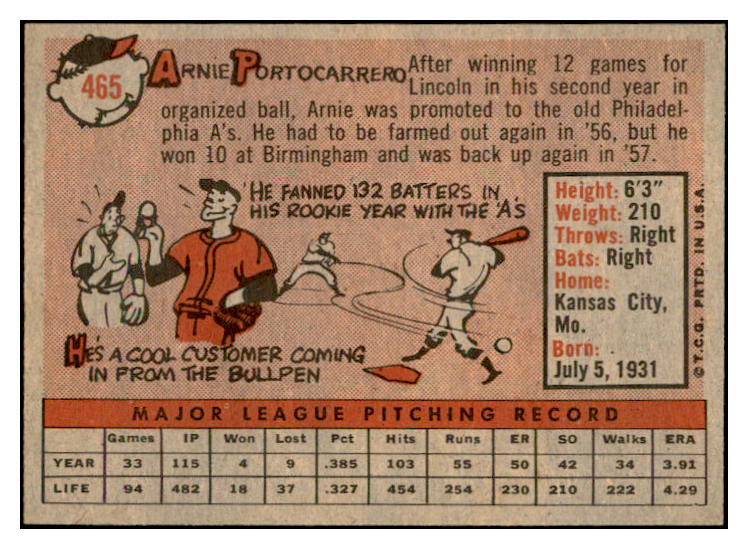 465
ARNIE PORTOCARRERO
After winning 12 games for
Lincoln in his second year in
organized ball, Arnie was promoted to the old Philadel-
phia A's. He had to be farmed out again in '56, but he
won 10 at Birmingham and was back up again in '57.
HE FANNED 132 BATTERS IN
HIS ROOKIE YEAR WITH THE 'A'S
HE'S A COOL CUSTOMER COMING
IN FROM THE BULLPEN
Height: 6'3"
Weight: 210
Throws: Right
Bats: Right
Home:
Kansas City,
Mo.
Born:
July 5, 1931
© T.C.G. PRTD. IN U.S.A.
MAJOR LEAGUE PITCHING RECORD
Games IP Won Lost Pct Hits Runs ER SO Walks ERA
YEAR 33 115 4 9 .385 103 55 50 42 34 3.91
LIFE 94 482 18 37 .327 454 254 230 210 222 4.29